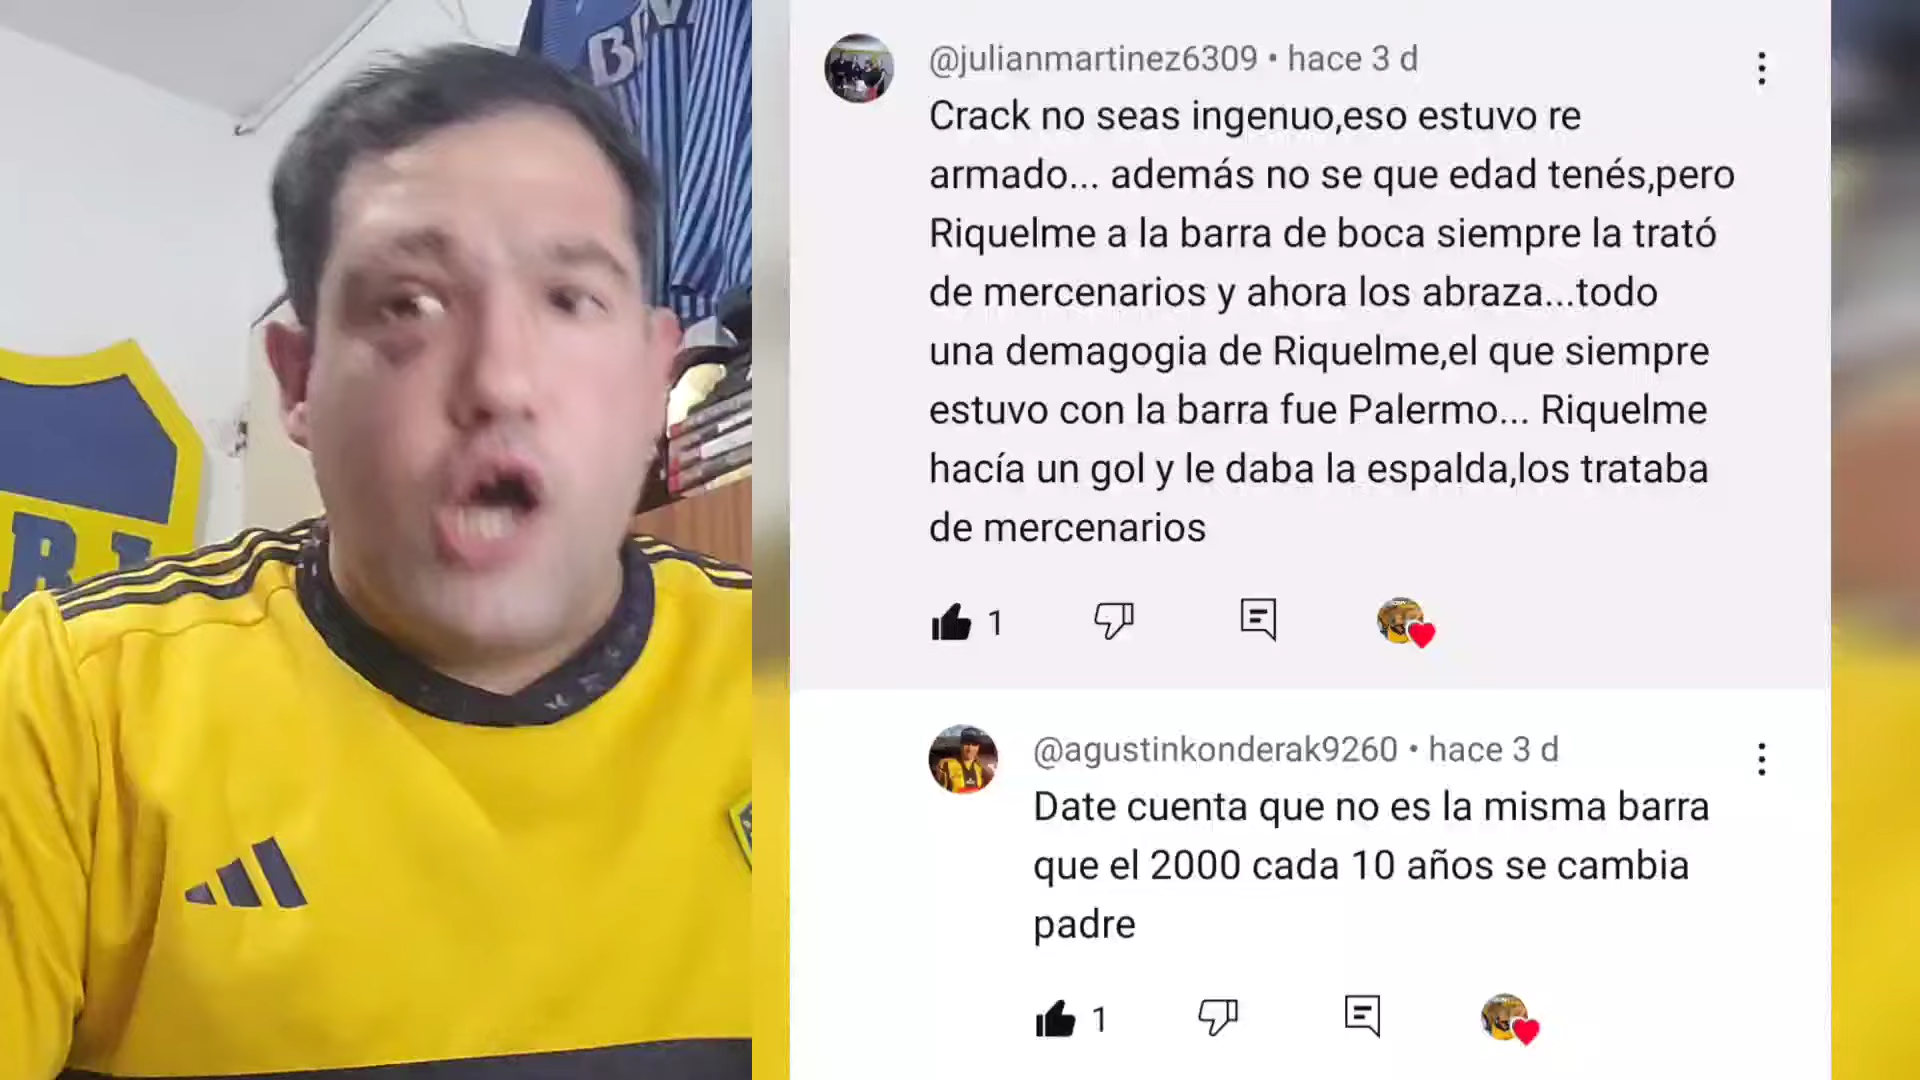 BBV
B J
@julianmartinez6309 • hace 3 d
Crack no seas ingenuo,eso estuvo re
armado... además no se que edad tenés,pero
Riquelme a la barra de boca siempre la trató
de mercenarios y ahora los abraza...todo
una demagogia de Riquelme,el que siempre
estuvo con la barra fue Palermo... Riquelme
hacía un gol y le daba la espalda,los trataba
de mercenarios
1
@agustinkonderak9260 • hace 3 d
Date cuenta que no es la misma barra
que el 2000 cada 10 años se cambia
padre
1